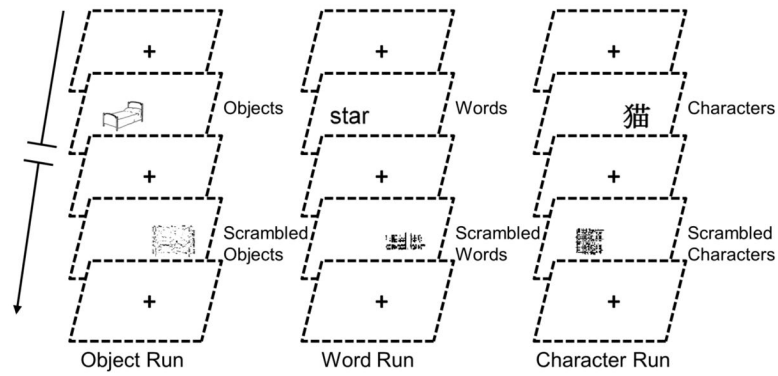 + + +
Objects
star Words
猫 Characters
+ + +
Scrambled Objects
Scrambled Words
Scrambled Characters
+ + +
Object Run
Word Run
Character Run